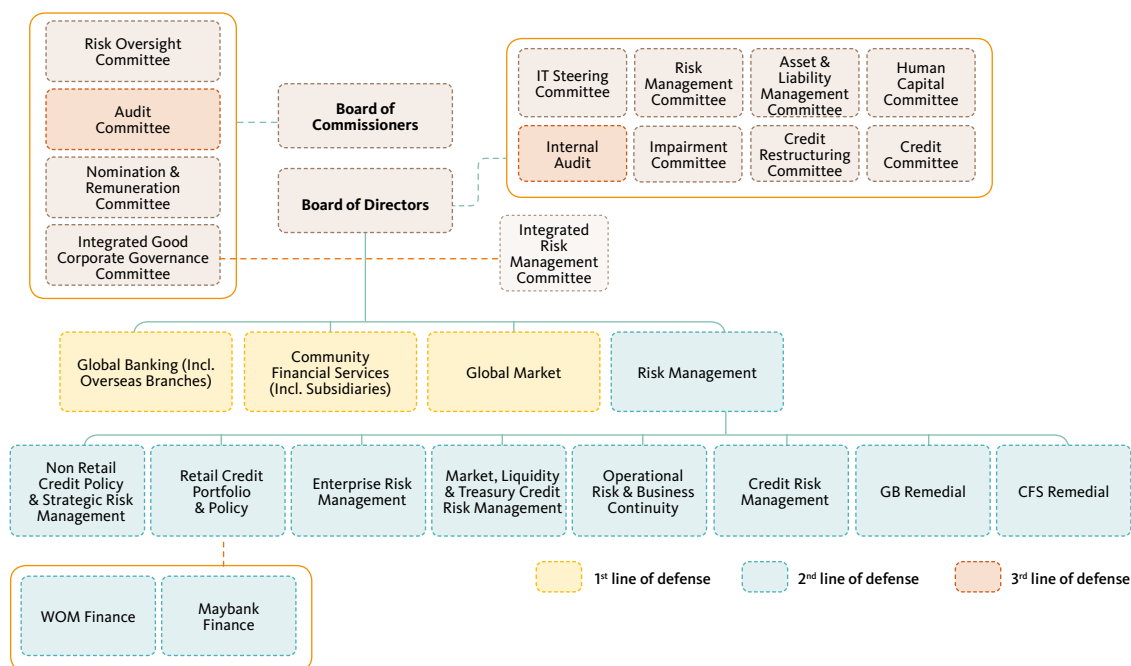 Risk Oversight
Committee
Audit
Committee
Nomination &
Remuneration
Committee
Integrated Good
Corporate Governance
Committee
Board of
Commissioners
Board of Directors
IT Steering
Committee
Risk
Management
Committee
Asset &
Liability
Management
Committee
Human
Capital
Committee
Internal
Audit
Impairment
Committee
Credit
Restructuring
Committee
Credit
Committee
Integrated
Risk
Management
Committee
Global Banking (Incl.
Overseas Branches)
Community
Financial Services
(Incl. Subsidiaries)
Global Market
Risk Management
Non Retail
Credit Policy
& Strategic Risk
Management
Retail Credit
Portfolio
& Policy
Enterprise Risk
Management
Market, Liquidity
& Treasury Credit
Risk Management
Operational
Risk & Business
Continuity
Credit Risk
Management
GB Remedial
CFS Remedial
WOM Finance
Maybank
Finance
1st line of defense
2nd line of defense
3rd line of defense